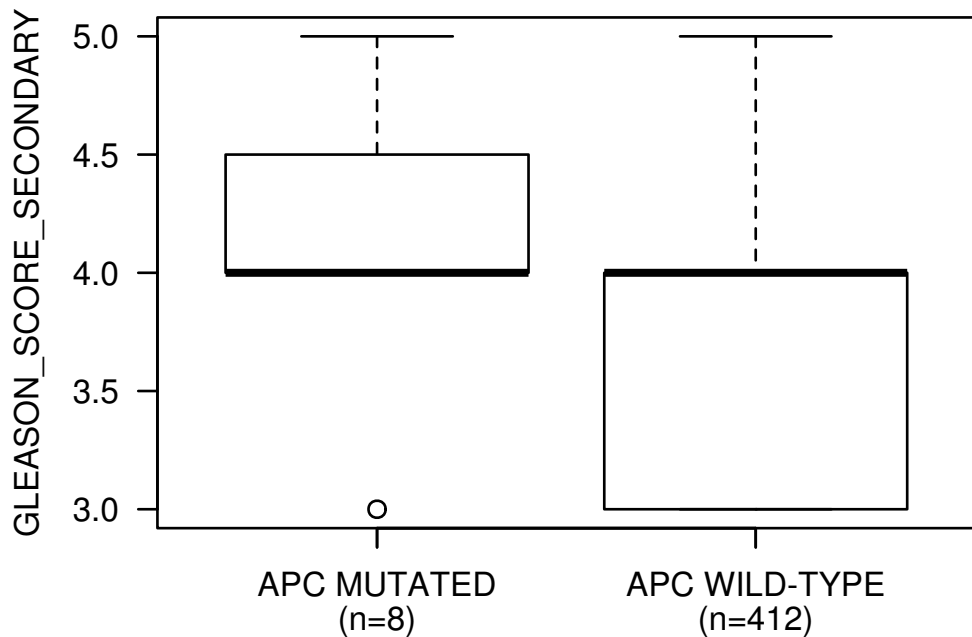 GLEASON_SCORE_SECONDARY
5.0
4.5
4.0
3.5
3.0
APC MUTATED
(n=8)
APC WILD-TYPE
(n=412)